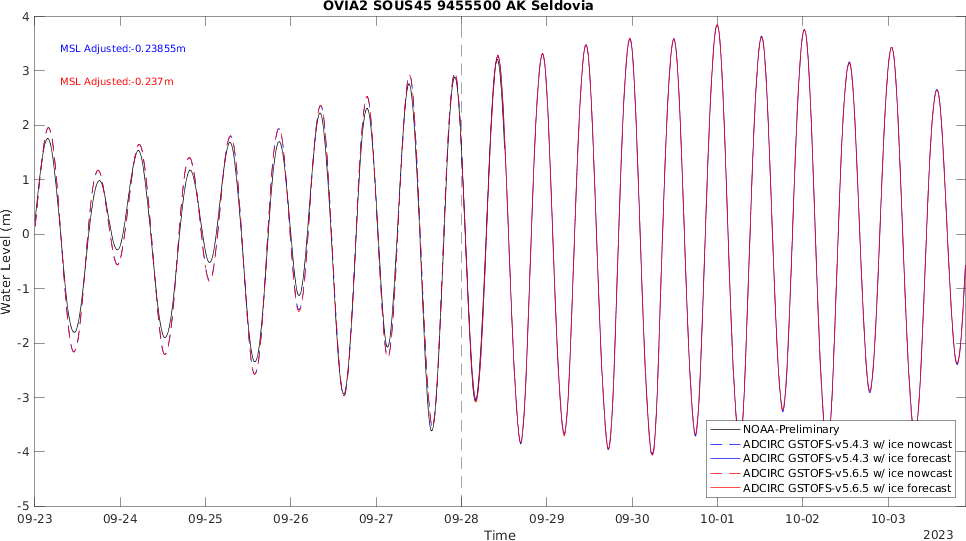 OVIA2 SOUS45 9455500 AK Seldovia
MSL Adjusted:-0.23855m
MSL Adjusted:-0.237m
Water Level (m)
4
3
2
1
0
-1
-2
-3
-4
-5
NOAA-Preliminary
ADCIRC GSTOFS-v5.4.3 w/ ice nowcast
ADCIRC GSTOFS-v5.4.3 w/ ice forecast
ADCIRC GSTOFS-v5.6.5 w/ ice nowcast
ADCIRC GSTOFS-v5.6.5 w/ ice forecast
09-23 09-24 09-25 09-26 09-27 09-28 09-29 09-30 10-01 10-02 10-03
Time
2023